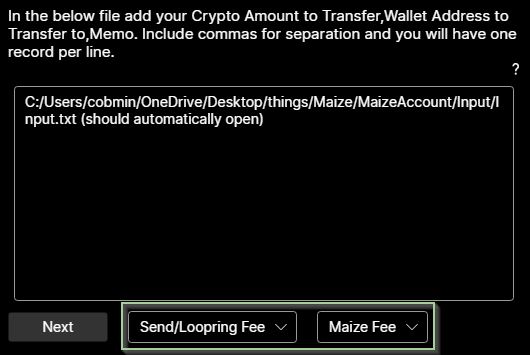 In the below file add your Crypto Amount to Transfer,Wallet Address to
Transfer to,Memo. Include commas for separation and you will have one
record per line.
?
C:/Users/cobmin/OneDrive/Desktop/things/Maize/MaizeAccount/Input/I
nput.txt (should automatically open)
Next
Send/Loopring Fee
Maize Fee